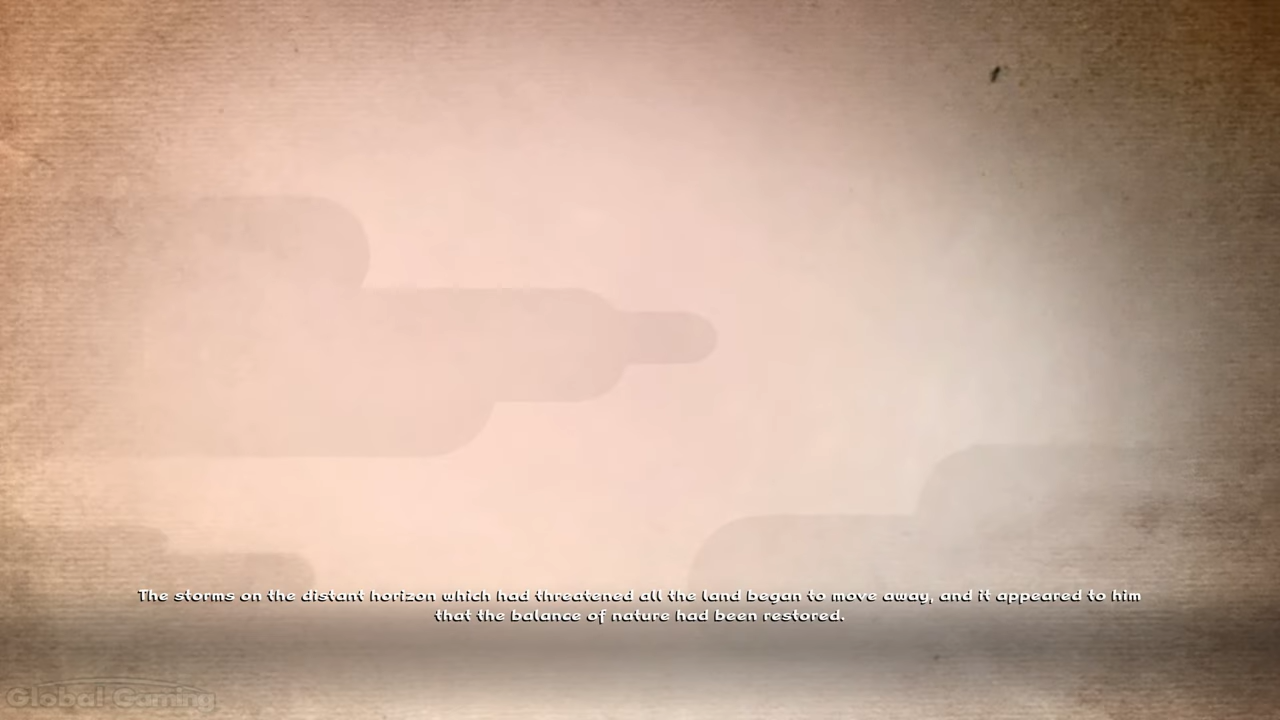 The storms on the distant horizon which had threatened all the land began to move away, and it appeared to him
that the balance of nature had been restored.
Global Gaming